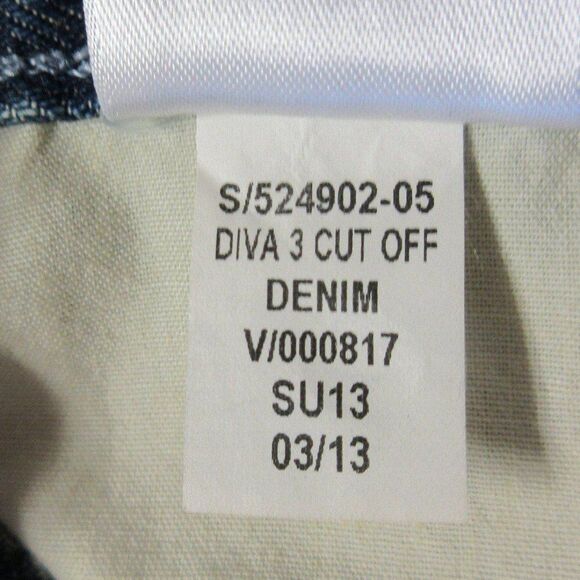 S/524902-05
DIVA 3 CUT OFF
DENIM
V/000817
SU13
03/13